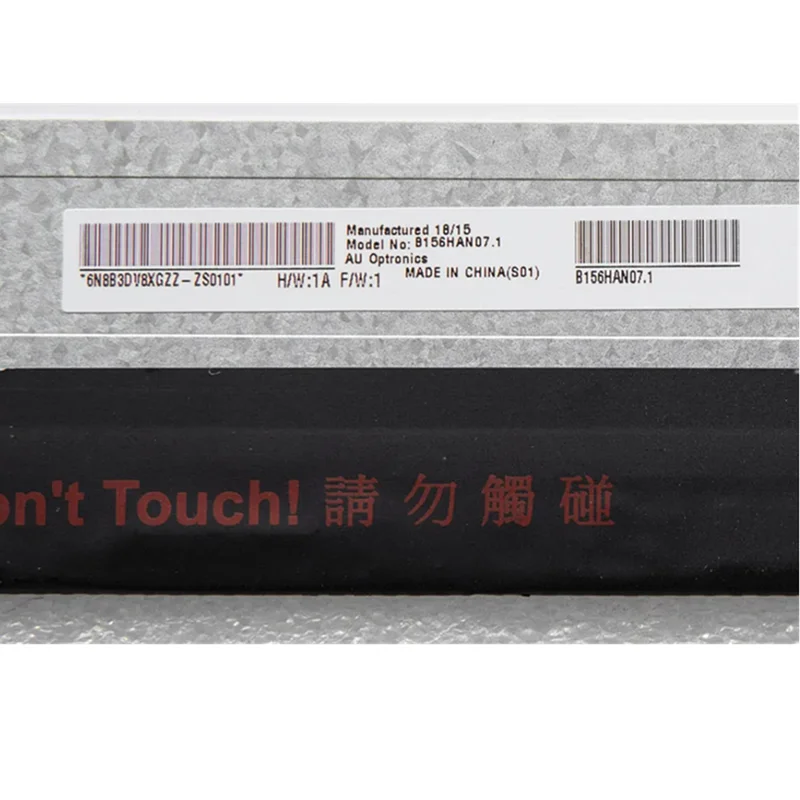 Manufactured 18/15
Model No: B156HAN07.1
AU Optronics
MADE IN CHINA(S01)
*6N8B3DV8XGZZ-ZS0101* H/W:1A F/W:1
B156HAN07.1
on't Touch! 請勿觸碰